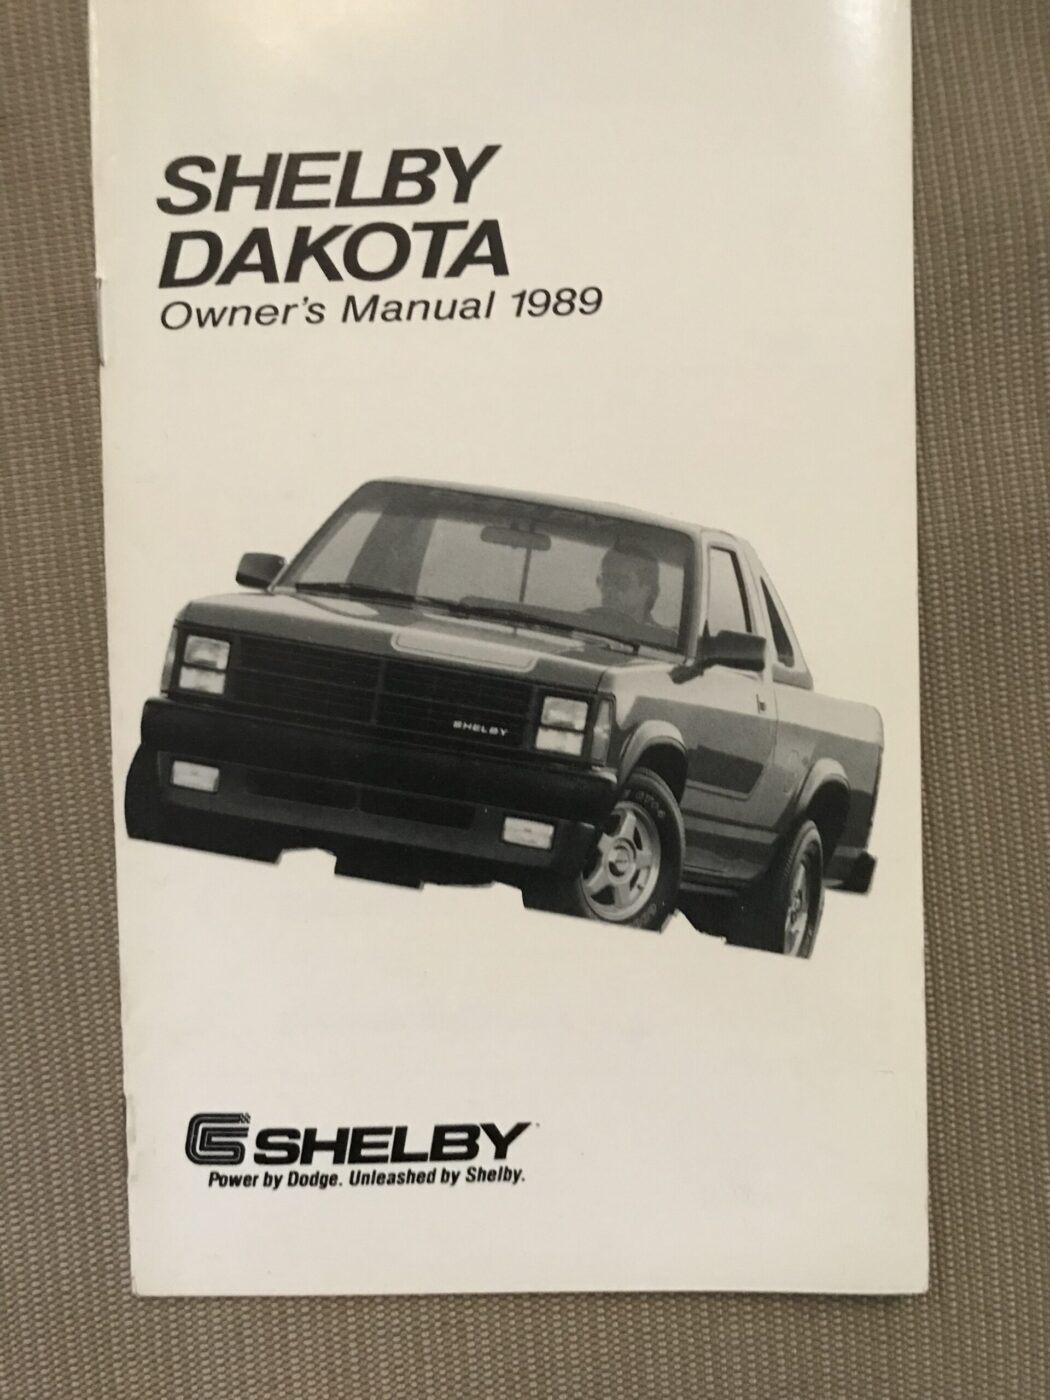 SHELBY
DAKOTA
Owner's Manual 1989
SHELBY
SHELBY
Power by Dodge. Unleashed by Shelby.